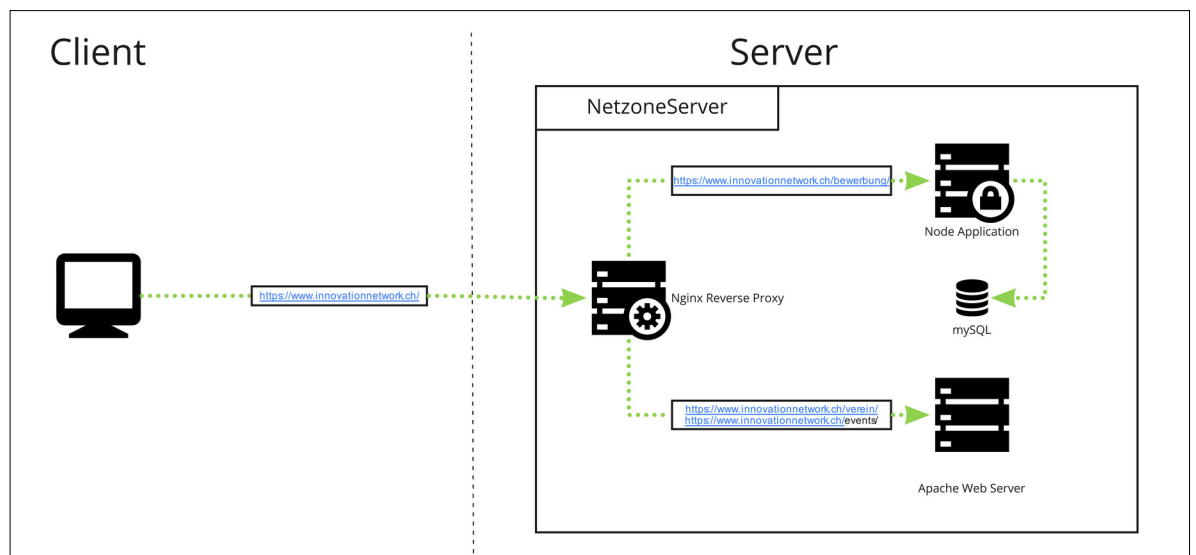 Client
Server
NetzoneServer
https://www.innovationnetwork.ch/bewerbung/
Node Application
https://www.innovationnetwork.ch/
Nginx Reverse Proxy
mySQL
https://www.innovationnetwork.ch/verein/
https://www.innovationnetwork.ch/events/
Apache Web Server